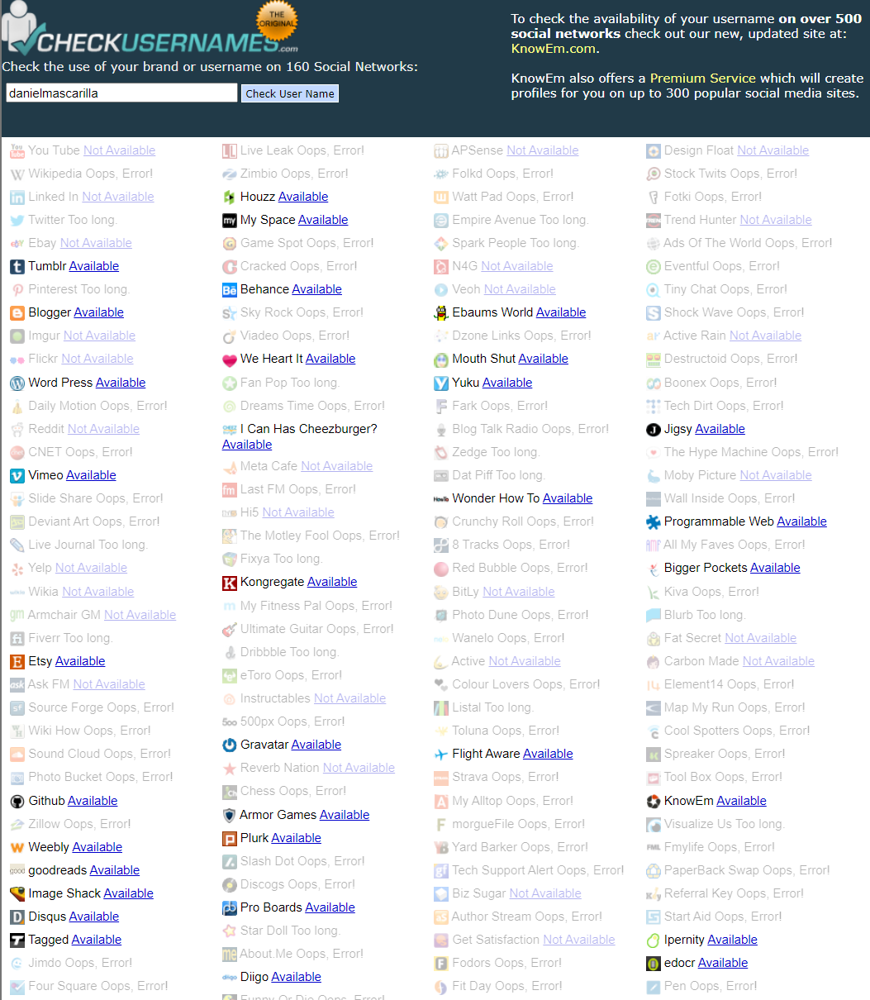 THE
ORIGINAL
CHECKUSERNAMES.com
Check the use of your brand or username on 160 Social Networks:
danielmascarilla
Check User Name
To check the availability of your username on over 500
social networks check out our new, updated site at:
KnowEm.com.
KnowEm also offers a Premium Service which will create
profiles for you on up to 300 popular social media sites.
You Tube Not Available
Wikipedia Oops, Error!
Linked In Not Available
Twitter Too long.
Ebay Not Available
Tumblr Available
Pinterest Too long.
Blogger Available
Imgur Not Available
Flickr Not Available
Word Press Available
Daily Motion Oops, Error!
Reddit Not Available
CNET Oops, Error!
Vimeo Available
Slide Share Oops, Error!
Deviant Art Oops, Error!
Live Journal Too long.
Yelp Not Available
Wikia Not Available
Armchair GM Not Available
Fiverr Too long.
Etsy Available
Ask FM Not Available
Source Forge Oops, Error!
Wiki How Oops, Error!
Sound Cloud Oops, Error!
Photo Bucket Oops, Error!
Github Available
Zillow Oops, Error!
Weebly Available
goodreads Available
Image Shack Available
Disqus Available
Tagged Available
Jimdo Oops, Error!
Four Square Oops, Error!
Live Leak Oops, Error!
Zimbio Oops, Error!
Houzz Available
My Space Available
Game Spot Oops, Error!
Cracked Oops, Error!
Behance Available
Sky Rock Oops, Error!
Viadeo Oops, Error!
We Heart It Available
Fan Pop Too long.
Dreams Time Oops, Error!
I Can Has Cheezburger?
Available
Meta Cafe Not Available
Last FM Oops, Error!
Hi5 Not Available
The Motley Fool Oops, Error!
Fixya Too long.
Kongregate Available
My Fitness Pal Oops, Error!
Ultimate Guitar Oops, Error!
Dribbble Too long.
eToro Oops, Error!
Instructables Not Available
500px Oops, Error!
Gravatar Available
Reverb Nation Not Available
Chess Oops, Error!
Armor Games Available
Plurk Available
Slash Dot Oops, Error!
Discogs Oops, Error!
Pro Boards Available
Star Doll Too long.
About.Me Oops, Error!
Diigo Available
Funny Or Die Oops, Error!
APSense Not Available
Folkd Oops, Error!
Watt Pad Oops, Error!
Empire Avenue Too long.
Spark People Too long.
N4G Not Available
Veoh Not Available
Ebaums World Available
Dzone Links Oops, Error!
Mouth Shut Available
Yuku Available
Fark Oops, Error!
Blog Talk Radio Oops, Error!
Zedge Too long.
Dat Piff Too long.
Wonder How To Available
Crunchy Roll Oops, Error!
8 Tracks Oops, Error!
Red Bubble Oops, Error!
BitLy Not Available
Photo Dune Oops, Error!
Wanelo Oops, Error!
Active Not Available
Colour Lovers Oops, Error!
Listal Too long.
Toluna Oops, Error!
Flight Aware Available
Strava Oops, Error!
My Alltop Oops, Error!
morgueFile Oops, Error!
Yard Barker Oops, Error!
Tech Support Alert Oops, Error!
Biz Sugar Not Available
Author Stream Oops, Error!
Get Satisfaction Not Available
Fodors Oops, Error!
Fit Day Oops, Error!
Design Float Not Available
Stock Twits Oops, Error!
Fotki Oops, Error!
Trend Hunter Not Available
Ads Of The World Oops, Error!
Eventful Oops, Error!
Tiny Chat Oops, Error!
Shock Wave Oops, Error!
Active Rain Not Available
Destructoid Oops, Error!
Boonex Oops, Error!
Tech Dirt Oops, Error!
Jigsy Available
The Hype Machine Oops, Error!
Moby Picture Not Available
Wall Inside Oops, Error!
Programmable Web Available
All My Faves Oops, Error!
Bigger Pockets Available
Kiva Oops, Error!
Blurb Too long.
Fat Secret Not Available
Carbon Made Not Available
Element14 Oops, Error!
Map My Run Oops, Error!
Cool Spotters Oops, Error!
Spreaker Oops, Error!
Tool Box Oops, Error!
KnowEm Available
Visualize Us Too long.
Fmylife Oops, Error!
PaperBack Swap Oops, Error!
Referral Key Oops, Error!
Start Aid Oops, Error!
Ipernity Available
edocr Available
Pen Oops, Error!